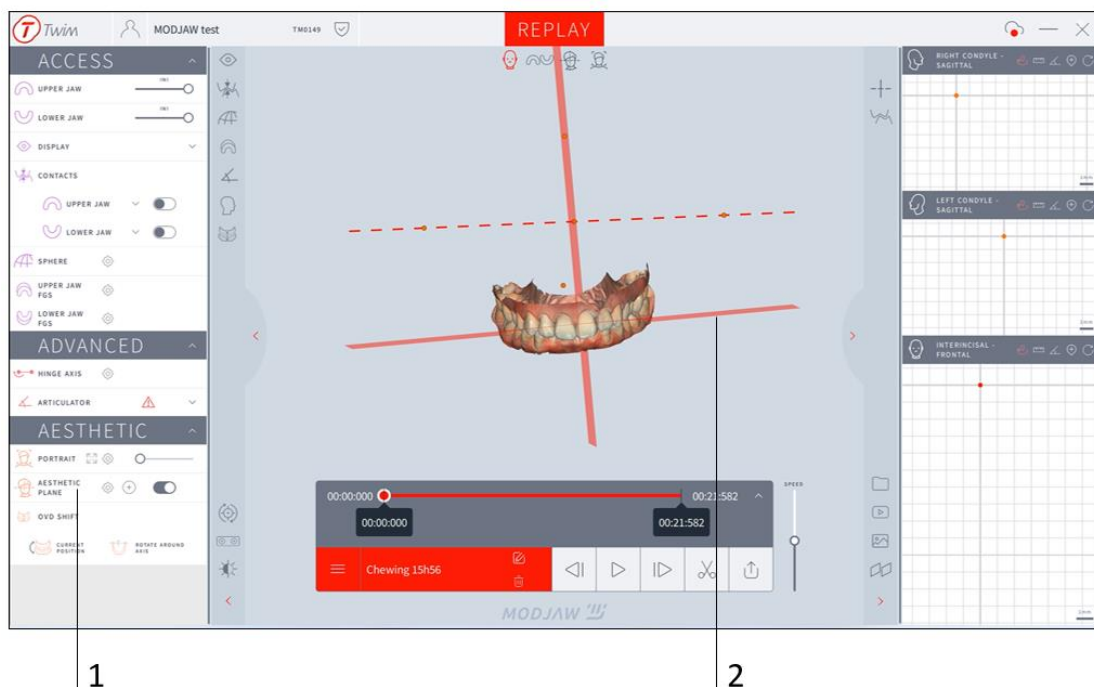 Twim
MODJAW test
TM0149
REPLAY
ACCESS
UPPER JAW
LOWER JAW
DISPLAY
CONTACTS
UPPER JAW
LOWER JAW
SPHERE
UPPER JAW
FGS
LOWER JAW
FGS
ADVANCED
HINGE AXIS
ARTICULATOR
AESTHETIC
PORTRAIT
AESTHETIC
PLANE
OVD SHIFT
CURRENT
POSITION
ROTATE AROUND
AXIS
00:00:000
00:21:582
00:00:000
00:21:582
SPEED
Chewing 15h56
MODJAW
RIGHT CONDYLE -
SAGITTAL
LEFT CONDYLE -
SAGITTAL
INTERINCISAL -
FRONTAL
1
2